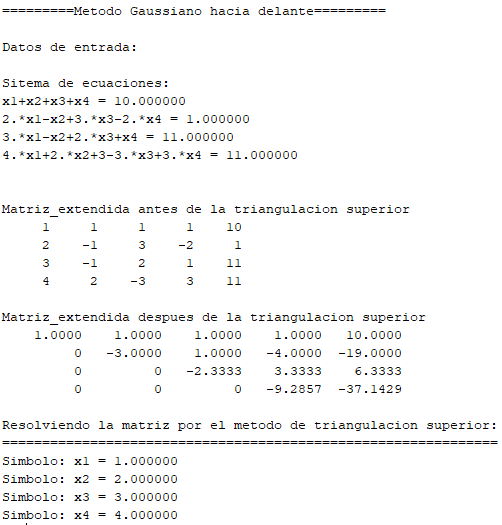 =========Metodo Gaussiano hacia delante=========
Datos de entrada:
Sitema de ecuaciones:
x1+x2+x3+x4 = 10.000000
2.*x1-x2+3.*x3-2.*x4 = 1.000000
3.*x1-x2+2.*x3+x4 = 11.000000
4.*x1+2.*x2+3-3.*x3+3.*x4 = 11.000000
Matriz_extendida antes de la triangulacion superior
1 1 1 1 10
2 -1 3 -2 1
3 -1 2 1 11
4 2 -3 3 11
Matriz_extendida despues de la triangulacion superior
1.0000 1.0000 1.0000 1.0000 10.0000
0 -3.0000 1.0000 -4.0000 -19.0000
0 0 -2.3333 3.3333 6.3333
0 0 0 -9.2857 -37.1429
Resolviendo la matriz por el metodo de triangulacion superior:
==============================================================
Simbolo: x1 = 1.000000
Simbolo: x2 = 2.000000
Simbolo: x3 = 3.000000
Simbolo: x4 = 4.000000